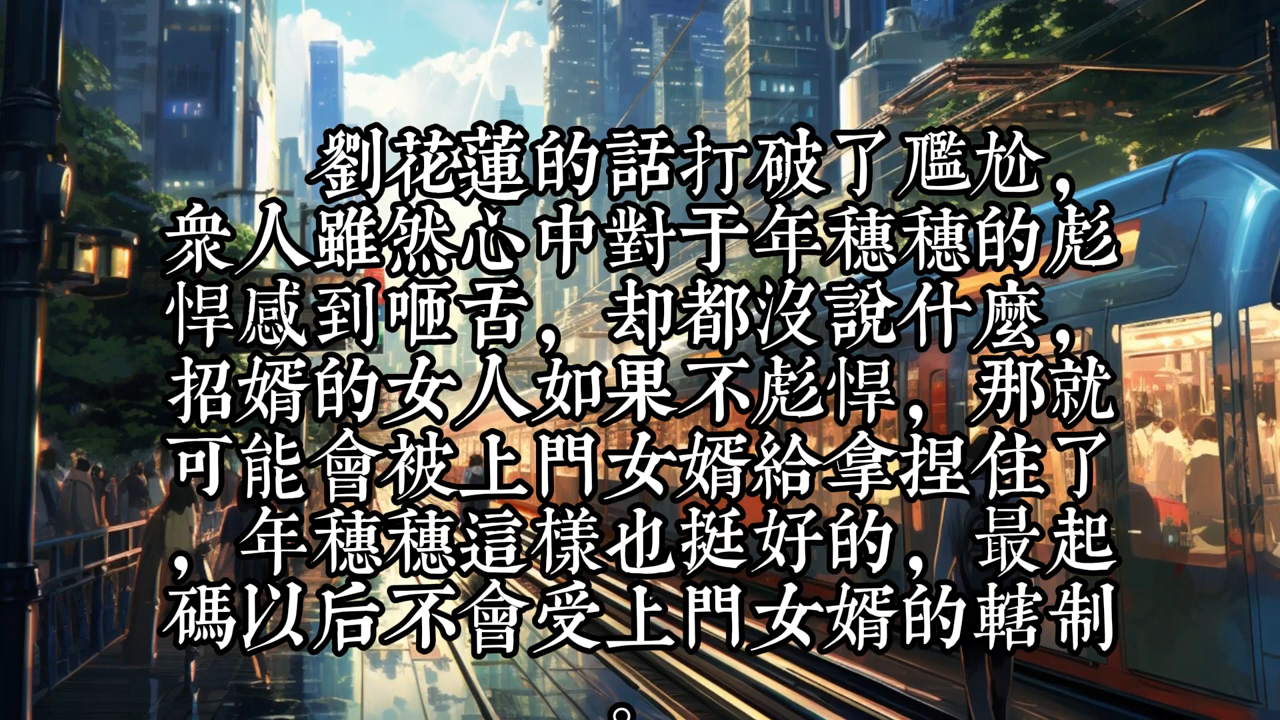 劉花蓮的話打破了尷尬，
衆人雖然心中對于年穗穗的彪
悍感到咂舌，却都沒說什麼，
招婿的女人如果不彪悍，那就
可能會被上門女婿給拿捏住了
，年穗穗這樣也挺好的，最起
碼以后不會受上門女婿的轄制
。